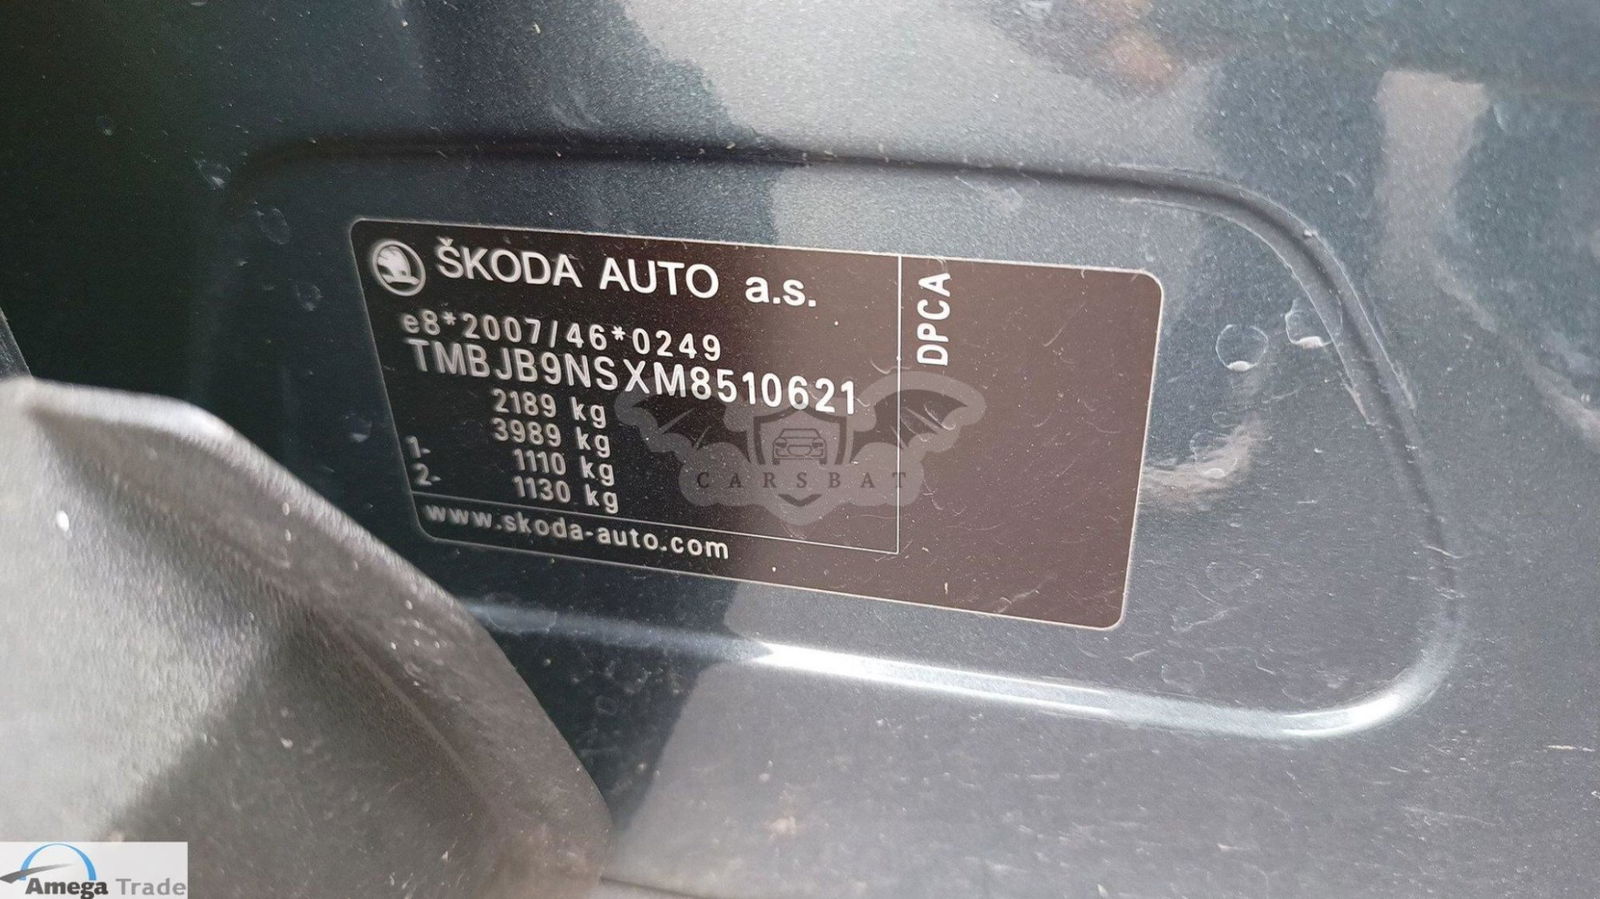 ŠKODA AUTO a.s.
e8*2007/46*0249
TMBJB9NSXM8510621
2189 kg
3989 kg
1- 1110 kg
2- 1130 kg
www.skoda-auto.com
DPCA
CARSBAT
Amega Trade